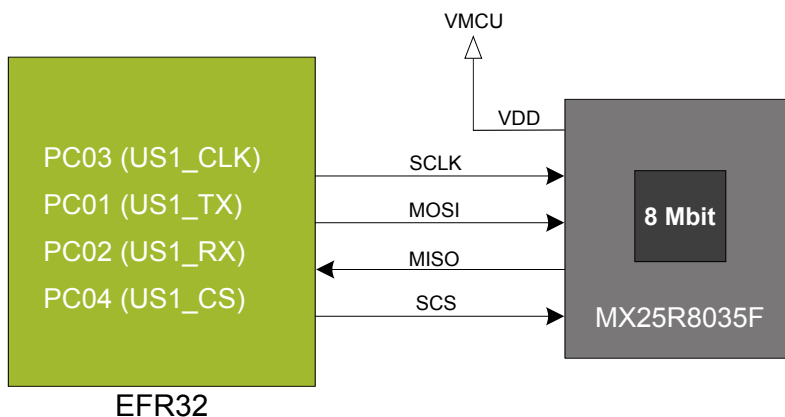 VMCU
VDD
PC03 (US1_CLK)
SCLK
PC01 (US1_TX)
MOSI
8 Mbit
PC02 (US1_RX)
MISO
PC04 (US1_CS)
SCS
MX25R8035F
EFR32